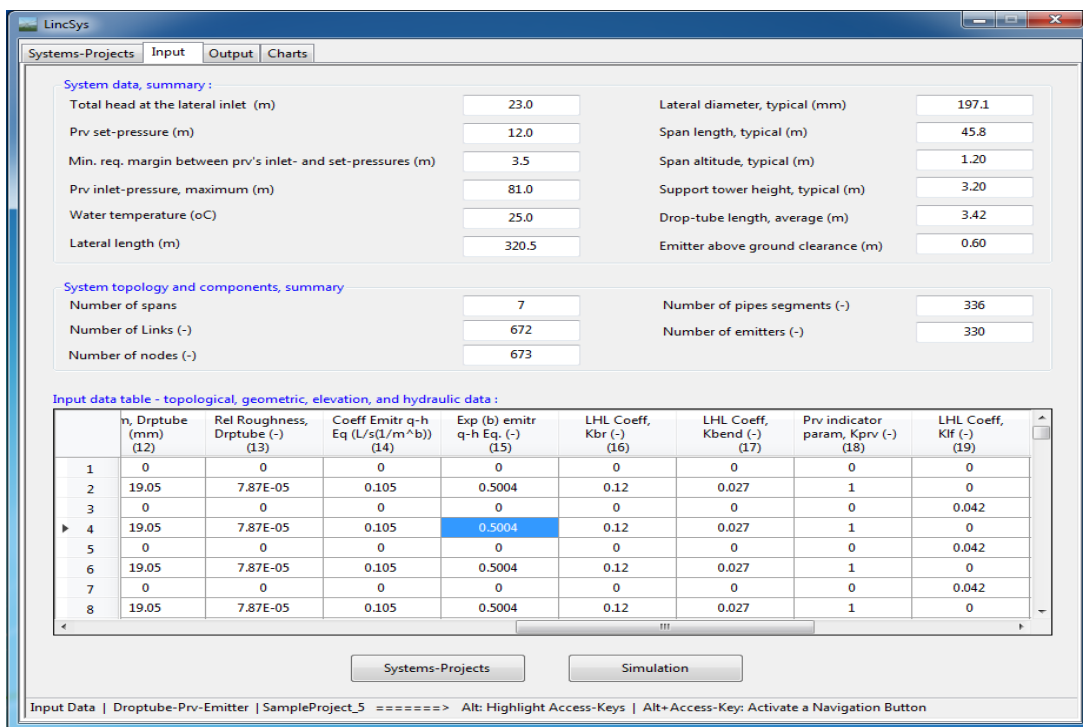 LincSys
Systems-Projects Input Output Charts
System data, summary :
Total head at the lateral inlet (m) 23.0 Lateral diameter, typical (mm) 197.1
Prv set-pressure (m) 12.0 Span length, typical (m) 45.8
Min. req. margin between prv's inlet- and set-pressures (m) 3.5 Span altitude, typical (m) 1.20
Prv inlet-pressure, maximum (m) 81.0 Support tower height, typical (m) 3.20
Water temperature (oC) 25.0 Drop-tube length, average (m) 3.42
Lateral length (m) 320.5 Emitter above ground clearance (m) 0.60
System topology and components, summary
Number of spans 7 Number of pipes segments (-) 336
Number of Links (-) 672 Number of emitters (-) 330
Number of nodes (-) 673
Input data table - topological, geometric, elevation, and hydraulic data :
n, Drptube Rel Roughness, Coeff Emitr q-h Exp (b) emitr LHL Coeff, LHL Coeff, Prv indicator LHL Coeff,
(mm) Drptube (-) Eq (L/s(1/m^b)) q-h Eq. (-) Kbr (-) Kbend (-) param, Kprv (-) Klf (-)
(12) (13) (14) (15) (16) (17) (18) (19)
1 0 0 0 0 0 0 0 0
2 19.05 7.87E-05 0.105 0.5004 0.12 0.027 1 0
3 0 0 0 0 0 0 0 0.042
4 19.05 7.87E-05 0.105 0.5004 0.12 0.027 1 0
5 0 0 0 0 0 0 0 0.042
6 19.05 7.87E-05 0.105 0.5004 0.12 0.027 1 0
7 0 0 0 0 0 0 0 0.042
8 19.05 7.87E-05 0.105 0.5004 0.12 0.027 1 0
Systems-Projects Simulation
Input Data | Droptube-Prv-Emitter | SampleProject_5 =======> Alt: Highlight Access-Keys | Alt+Access-Key: Activate a Navigation Button